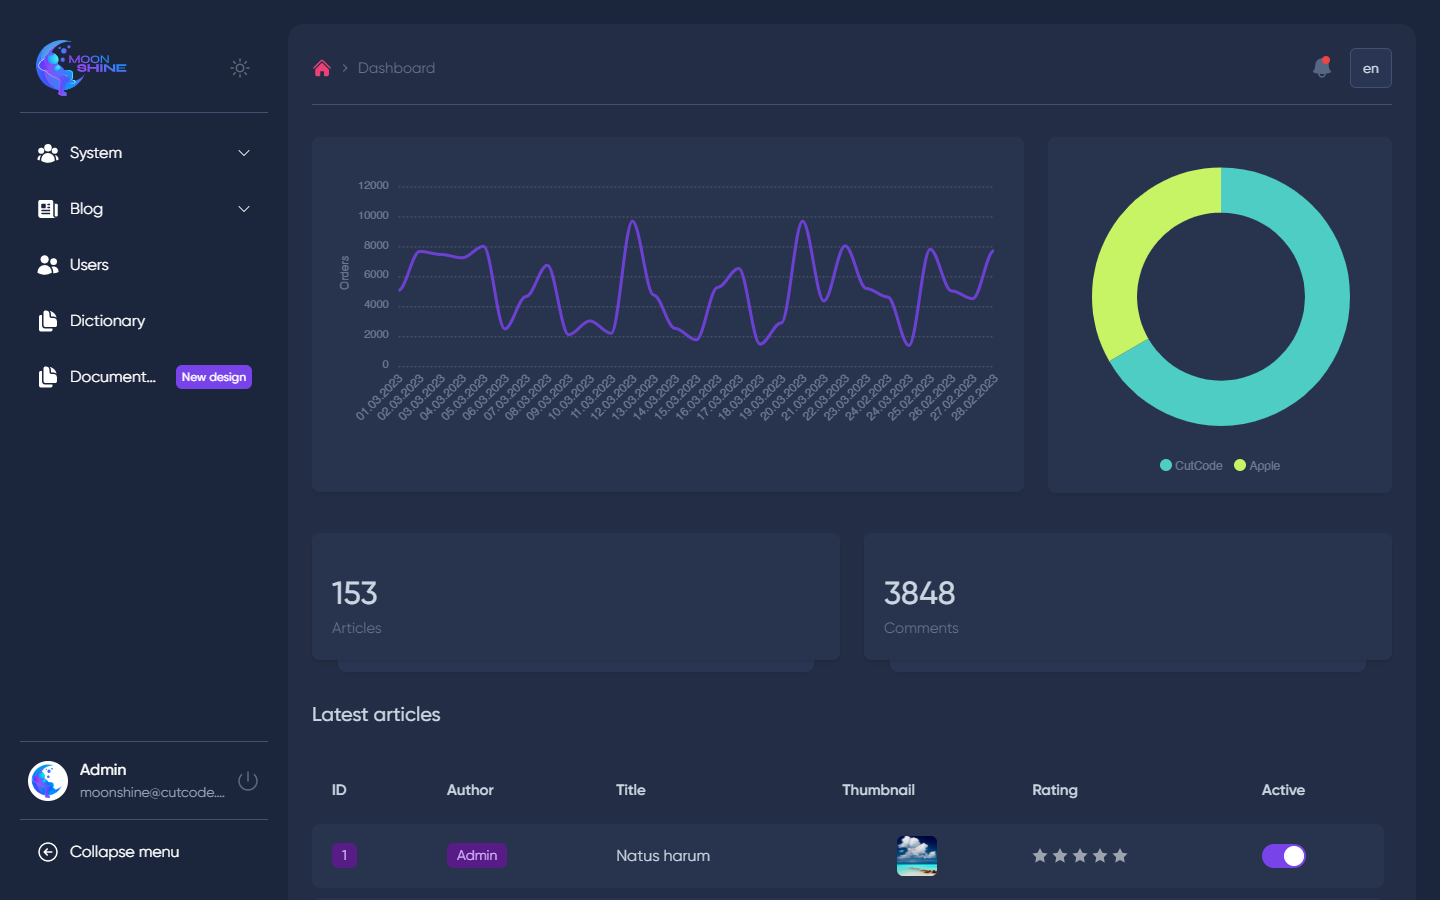 MOON
SHINE
System
Blog
Users
Dictionary
Document...
New design
Admin
moonshine@cutcode....
Collapse menu
Dashboard
en
Orders
12000
10000
8000
6000
4000
2000
0
01.03.2023
02.03.2023
03.03.2023
04.03.2023
05.03.2023
06.03.2023
07.03.2023
08.03.2023
09.03.2023
10.03.2023
11.03.2023
12.03.2023
13.03.2023
14.03.2023
15.03.2023
16.03.2023
17.03.2023
18.03.2023
19.03.2023
20.03.2023
21.03.2023
22.03.2023
23.03.2023
24.02.2023
24.03.2023
25.02.2023
26.02.2023
27.02.2023
28.02.2023
CutCode
Apple
153
Articles
3848
Comments
Latest articles
ID Author Title Thumbnail Rating Active
1 Admin Natus harum